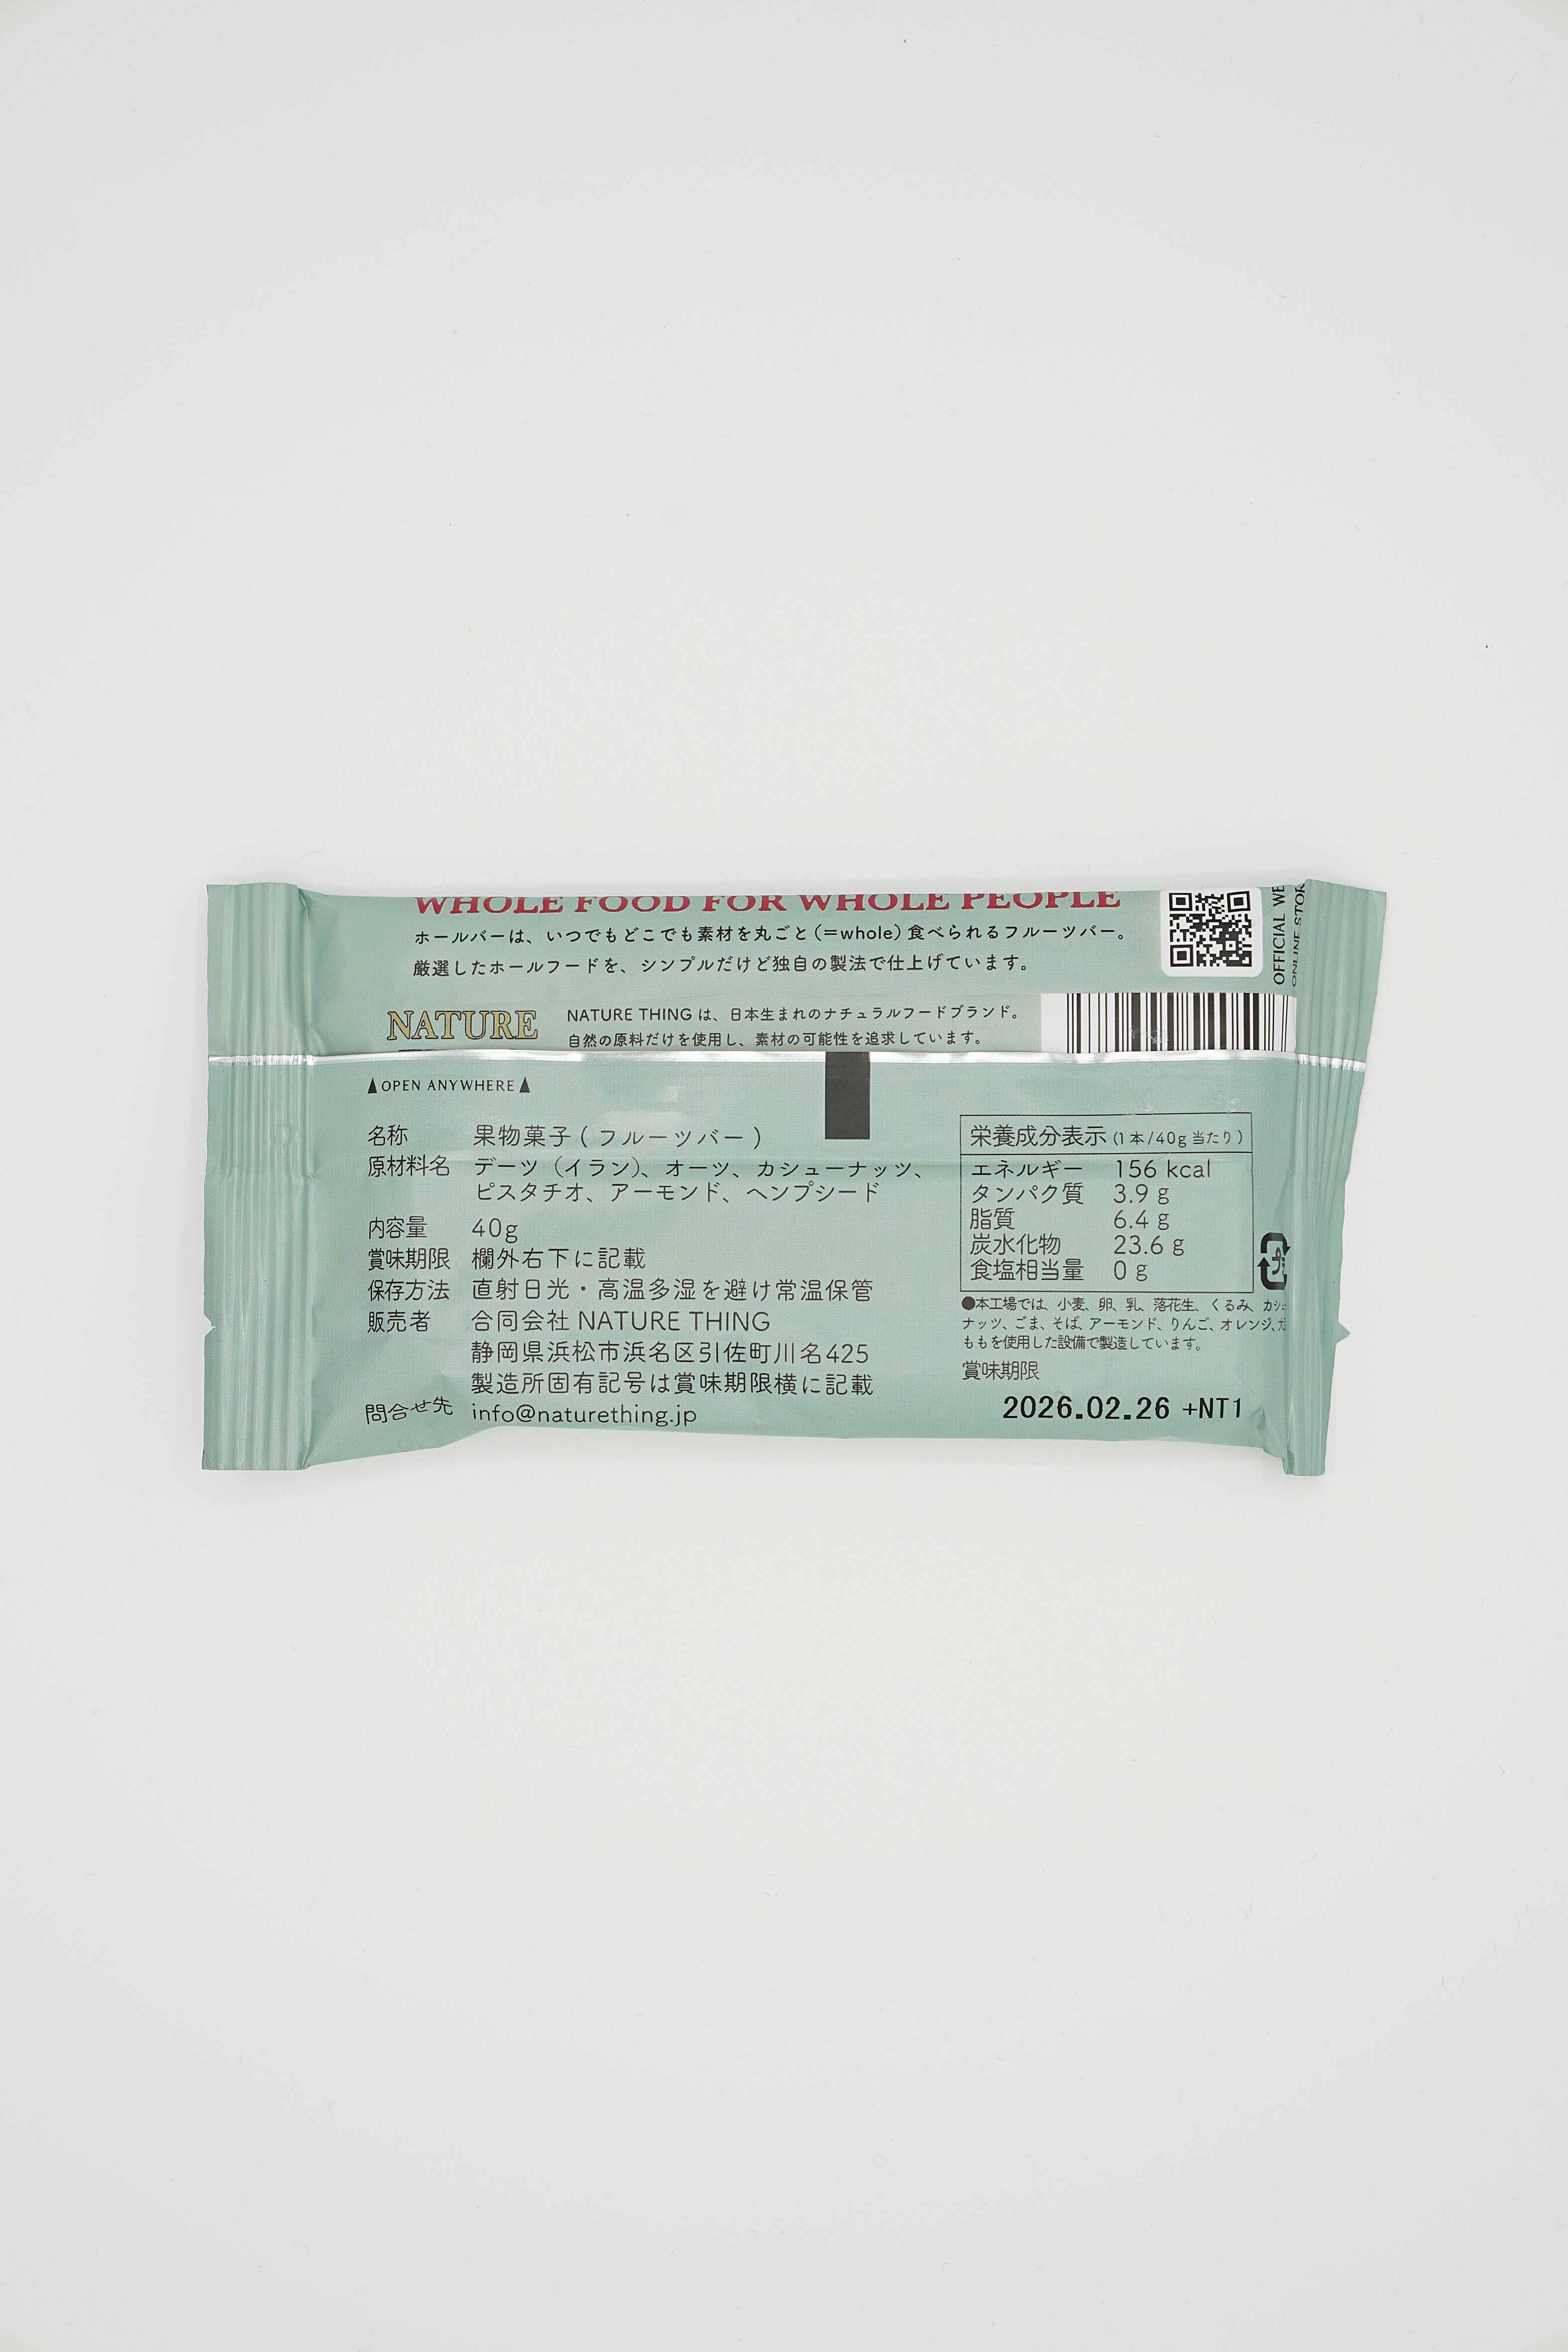 WHOLE FOOD FOR WHOLE PEOPLE
ホールバーは、いつでもどこでも素材を丸ごと(=whole)食べられるフルーツバー。
厳選したホールフードを、シンプルだけど独自の製法で仕上げています。
OFFICIAL
ONLINE
NATURE
NATURE THING は、日本生まれのナチュラルフードブランド。
自然の原料だけを使用し、素材の可能性を追求しています。
▲OPEN ANYWHERE▲
名称 果物菓子(フルーツバー)
原材料名 デーツ(イラン)、オーツ、カシューナッツ、
ピスタチオ、アーモンド、ヘンプシード
内容量 40g
賞味期限 欄外右下に記載
保存方法 直射日光・高温多湿を避け常温保管
販売者 合同会社 NATURE THING
静岡県浜松市浜名区引佐町川名425
製造所固有記号は賞味期限横に記載
問合せ先 info@naturething.jp
栄養成分表示(1本/40g当たり)
エネルギー 156 kcal
タンパク質 3.9 g
脂質 6.4 g
炭水化物 23.6 g
食塩相当量 0 g
プラ
●本工場では、小麦、卵、乳、落花生、くるみ、カシュー
ナッツ、ごま、そば、アーモンド、りんご、オレンジ、
ももを使用した設備で製造しています。
賞味期限
2026.02.26 +NT1